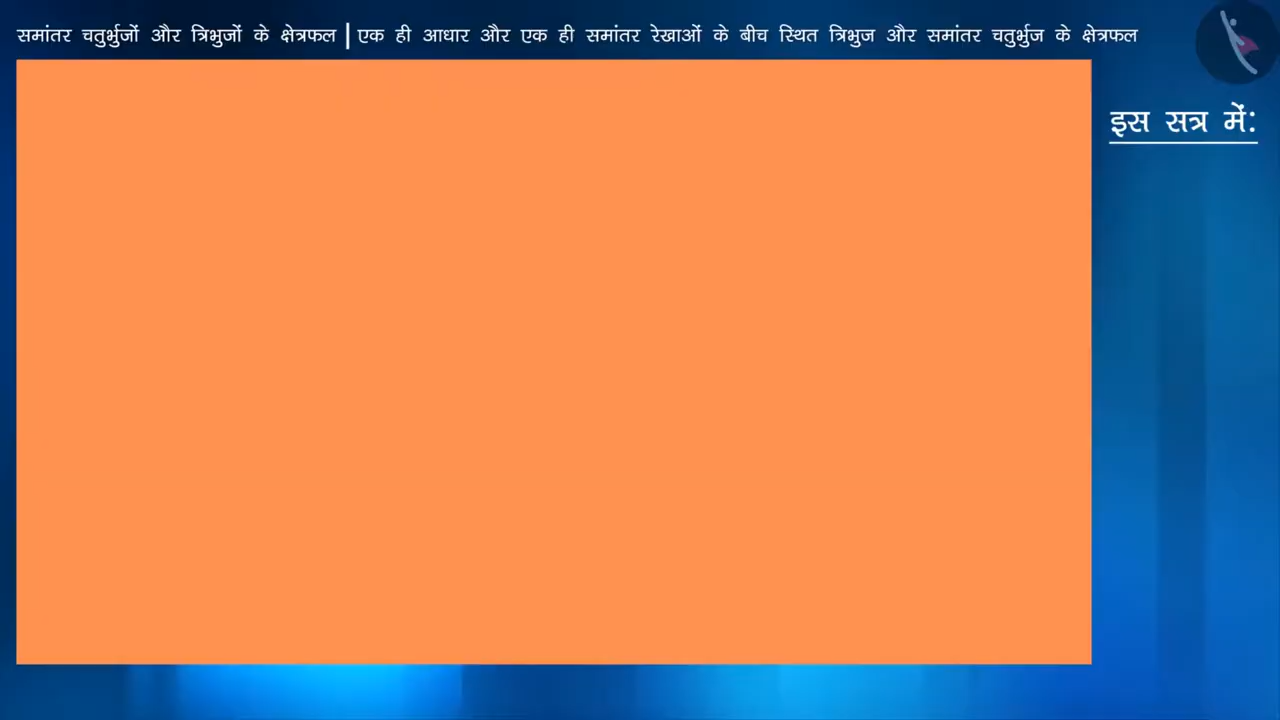 समांतर चतुर्भुजों और त्रिभुजों के क्षेत्रफल | एक ही आधार और एक ही समांतर रेखाओं के बीच स्थित त्रिभुज और समांतर चतुर्भुज के क्षेत्रफल
इस सत्र में: